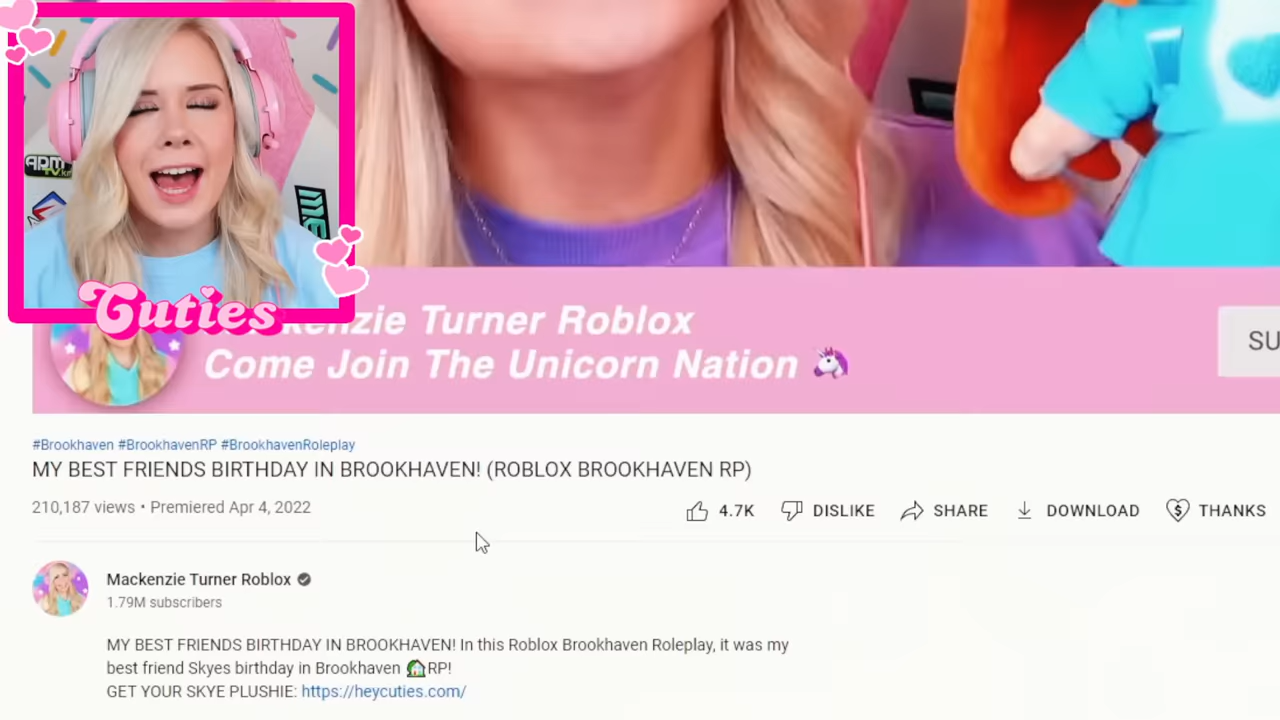 Cuties
Mackenzie Turner Roblox
Come Join The Unicorn Nation 🦄
SU
#Brookhaven #BrookhavenRP #BrookhavenRoleplay
MY BEST FRIENDS BIRTHDAY IN BROOKHAVEN! (ROBLOX BROOKHAVEN RP)
210,187 views • Premiered Apr 4, 2022
4.7K DISLIKE SHARE DOWNLOAD THANKS
Mackenzie Turner Roblox
1.79M subscribers
MY BEST FRIENDS BIRTHDAY IN BROOKHAVEN! In this Roblox Brookhaven Roleplay, it was my
best friend Skyes birthday in Brookhaven 🏠RP!
GET YOUR SKYE PLUSHIE: https://heycuties.com/